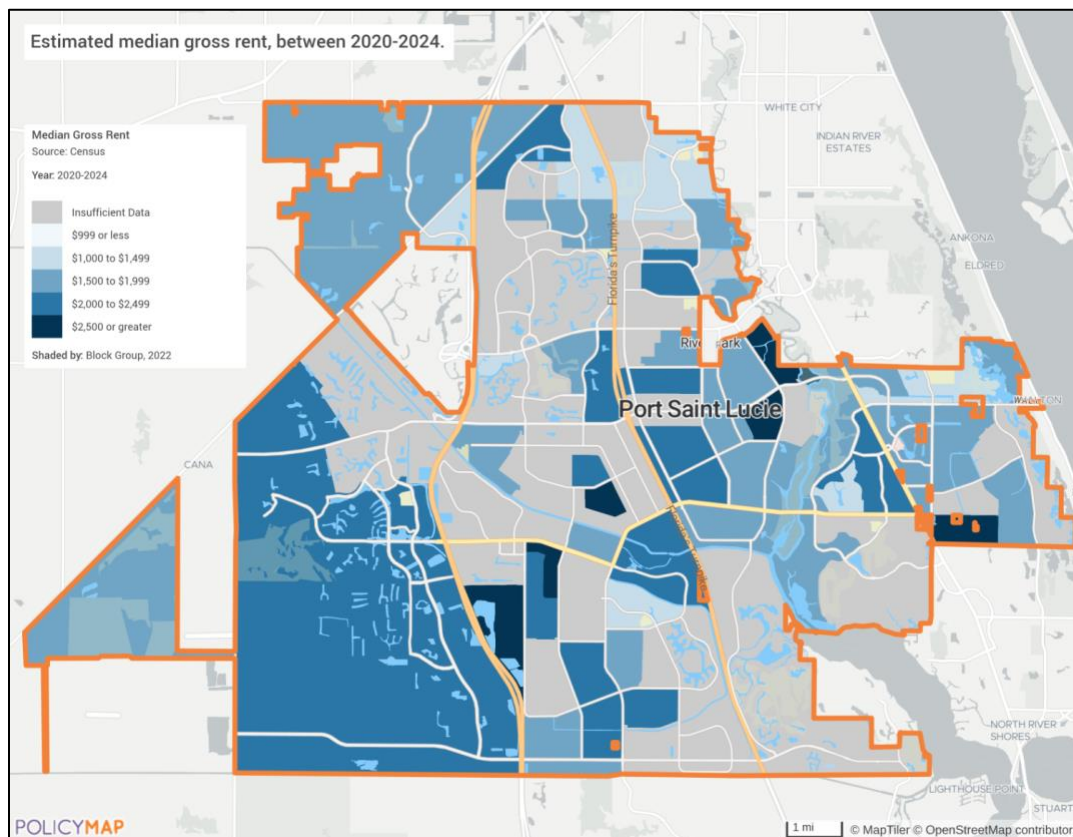 Estimated median gross rent, between 2020-2024.
Median Gross Rent
Source: Census
Year: 2020-2024
Insufficient Data
$999 or less
$1,000 to $1,499
$1,500 to $1,999
$2,000 to $2,499
$2,500 or greater
Shaded by: Block Group, 2022
WHITE CITY
INDIAN RIVER
ESTATES
ANKONA
ELDRED
Florida's Turnpike
Port Saint Lucie
CANA
NORTH RIVER
SHORES
LIGHTHOUSE POINT
STUART
POLICYMAP
1 mi
© MapTiler © OpenStreetMap contributor